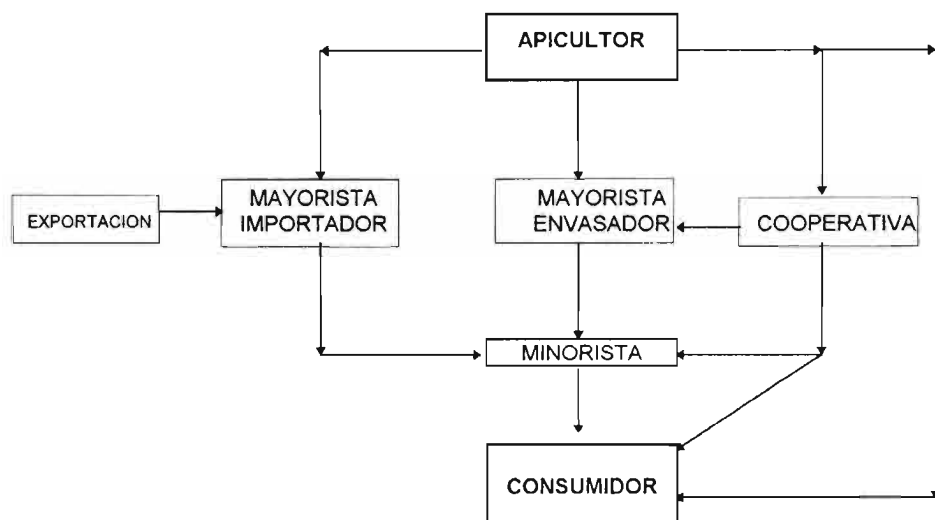 APICULTOR
EXPORTACION
MAYORISTA
IMPORTADOR
MAYORISTA
ENVASADOR
COOPERATIVA
MINORISTA
CONSUMIDOR